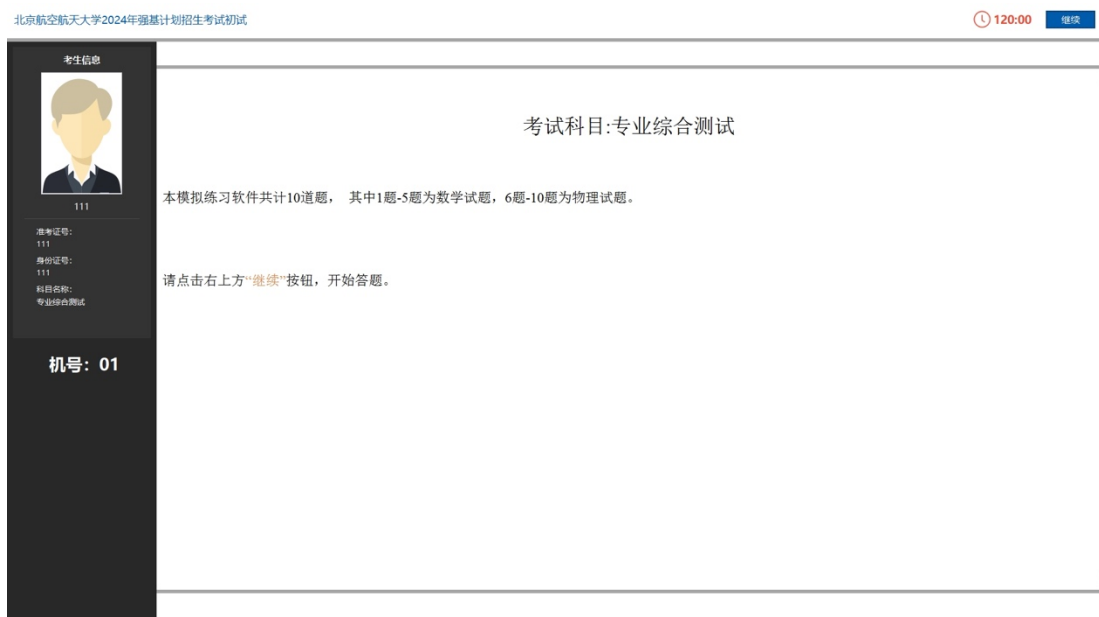 北京航空航天大学2024年强基计划招生考试初试
120:00
继续
考生信息
111
准考证号:
111
身份证号:
111
科目名称:
专业综合测试
机号：01
考试科目:专业综合测试
本模拟练习软件共计10道题， 其中1题-5题为数学试题，6题-10题为物理试题。
请点击右上方“继续”按钮，开始答题。